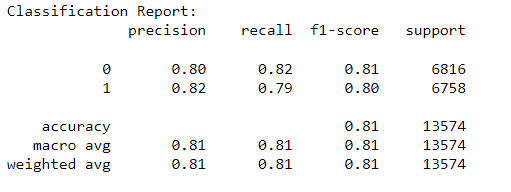 Classification Report:
precision recall f1-score support
0 0.80 0.82 0.81 6816
1 0.82 0.79 0.80 6758
accuracy 0.81 13574
macro avg 0.81 0.81 0.81 13574
weighted avg 0.81 0.81 0.81 13574